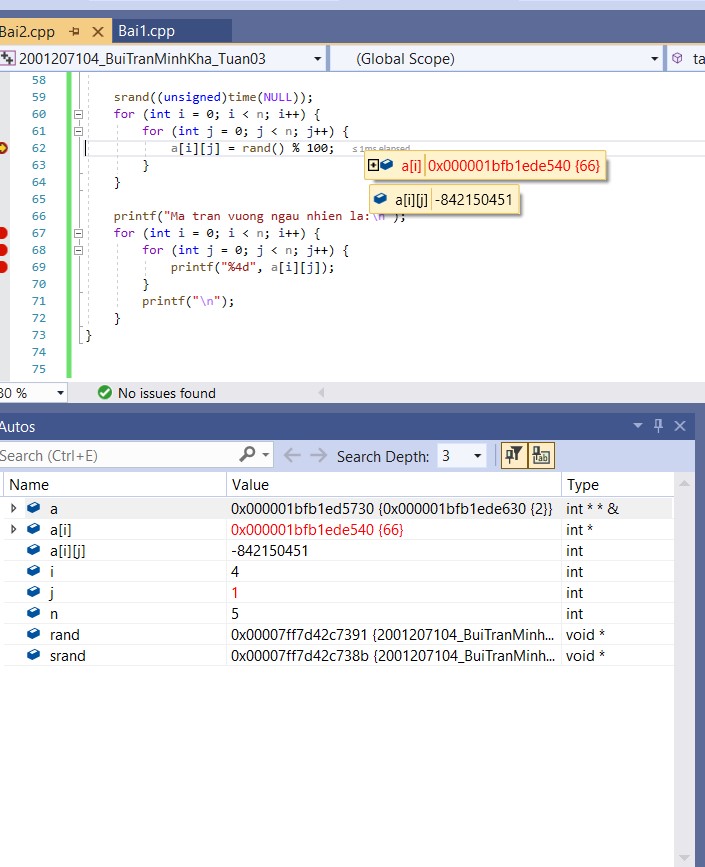 Bai2.cpp Bai1.cpp
2001207104_BuiTranMinhKha_Tuan03 (Global Scope) ta
58
59 srand((unsigned)time(NULL));
60 for (int i = 0; i < n; i++) {
61 for (int j = 0; j < n; j++) {
62 a[i][j] = rand() % 100; ≤ 1ms elapsed
63 }
a[i] 0x000001bfb1ede540 {66}
64 }
a[i][j] -842150451
65
66 printf("Ma tran vuong ngau nhien la:\n");
67 for (int i = 0; i < n; i++) {
68 for (int j = 0; j < n; j++) {
69 printf("%4d", a[i][j]);
70 }
71 printf("\n");
72 }
73 }
74
75
80 % No issues found
Autos
Search (Ctrl+E) Search Depth: 3
Name Value Type
a 0x000001bfb1ed5730 {0x000001bfb1ede630 {2}} int * * &
a[i] 0x000001bfb1ede540 {66} int *
a[i][j] -842150451 int
i 4 int
j 1 int
n 5 int
rand 0x00007ff7d42c7391 {2001207104_BuiTranMinh... void *
srand 0x00007ff7d42c738b {2001207104_BuiTranMinh... void *